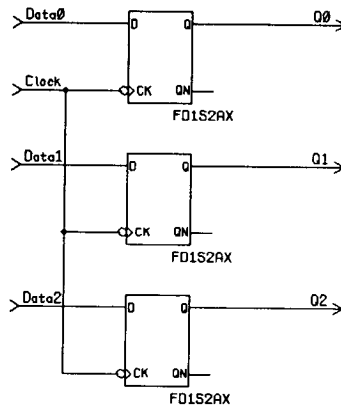 Data0 D Q Q0
Clock CK QN
FD1S2AX
Data1 D Q Q1
CK QN
FD1S2AX
Data2 D Q Q2
CK QN
FD1S2AX